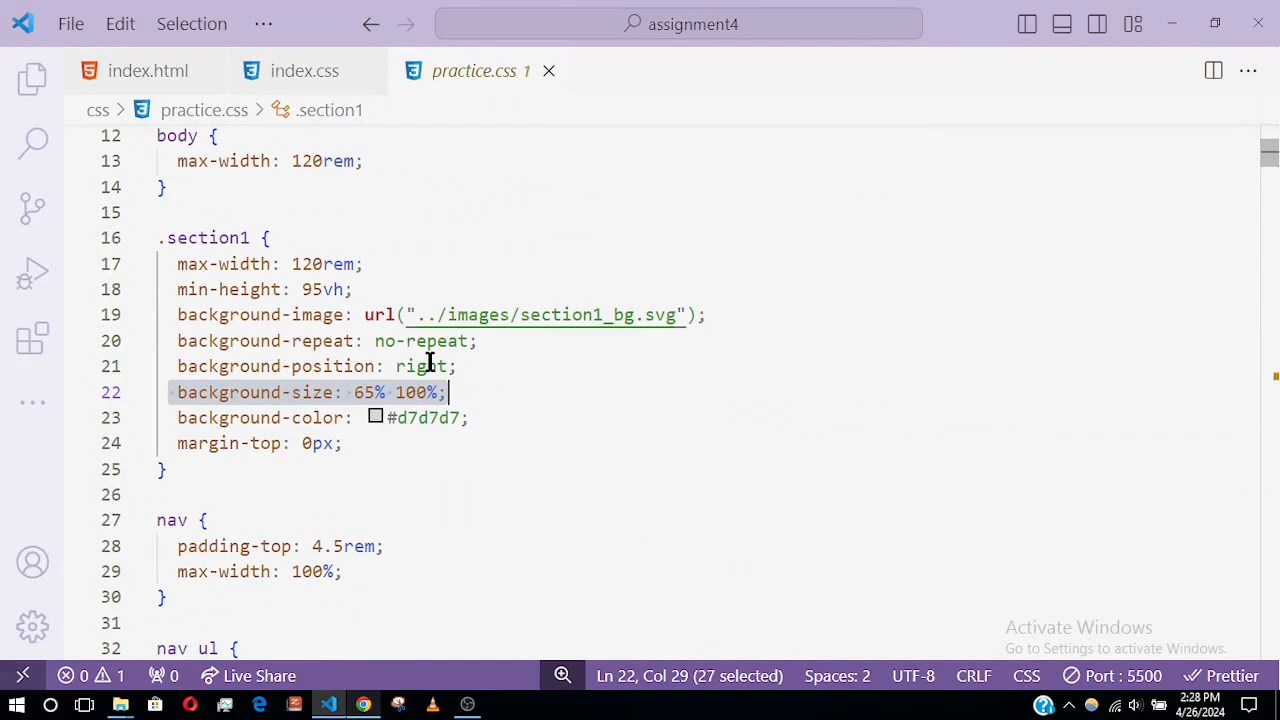 File Edit Selection ··· assignment4
index.html index.css practice.css 1
css > practice.css > .section1
12 body {
13 max-width: 120rem;
14 }
15
16 .section1 {
17 max-width: 120rem;
18 min-height: 95vh;
19 background-image: url("../images/section1_bg.svg");
20 background-repeat: no-repeat;
21 background-position: right;
22 background-size: 65% 100%;
23 background-color: #d7d7d7;
24 margin-top: 0px;
25 }
26
27 nav {
28 padding-top: 4.5rem;
29 max-width: 100%;
30 }
31
32 nav ul {
Activate Windows
Go to Settings to activate Windows.
0 1 0 Live Share Ln 22, Col 29 (27 selected) Spaces: 2 UTF-8 CRLF CSS Port : 5500 Prettier
2:28 PM
4/26/2024